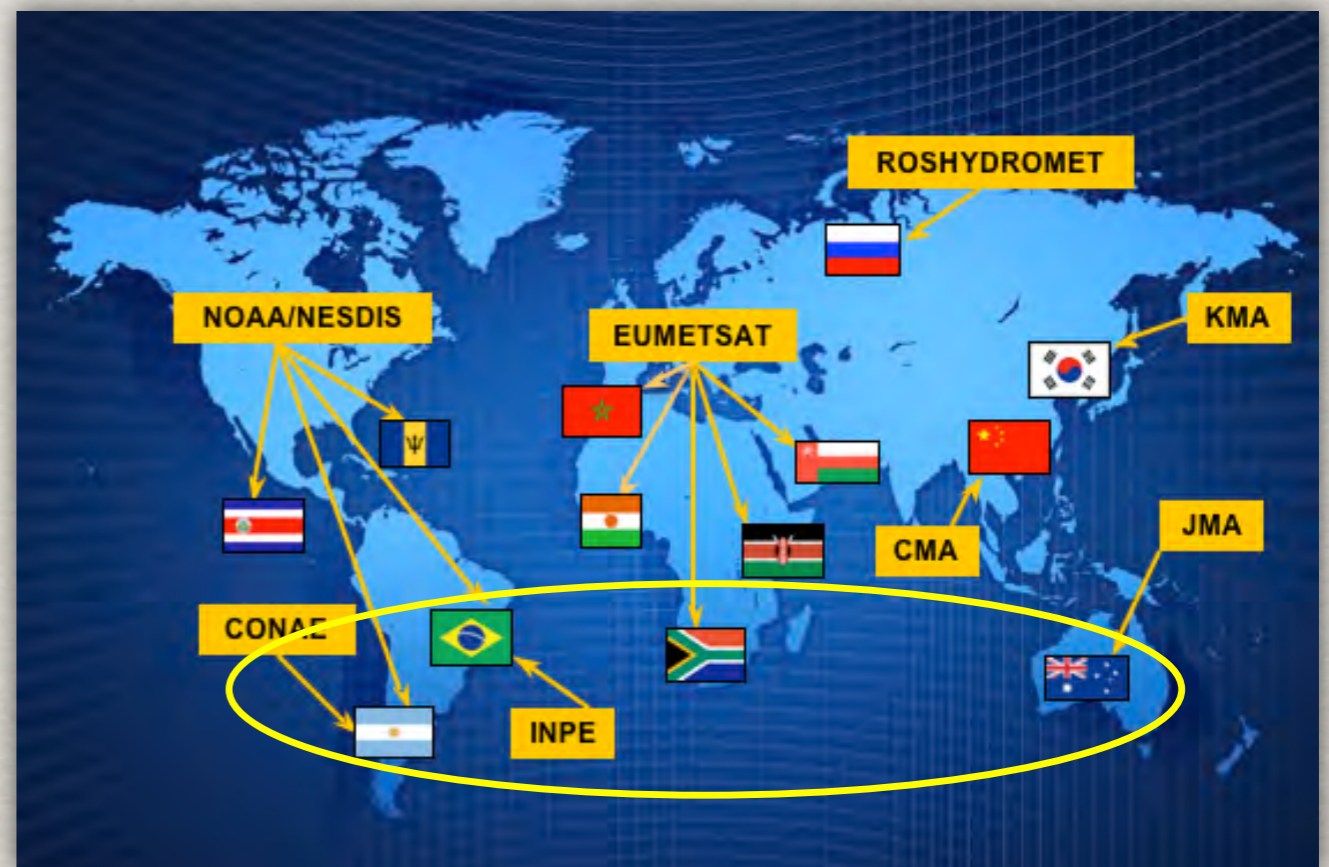 ROSHYDROMET
NOAA/NESDIS
KMA
EUMETSAT
JMA
CMA
CONAE
INPE